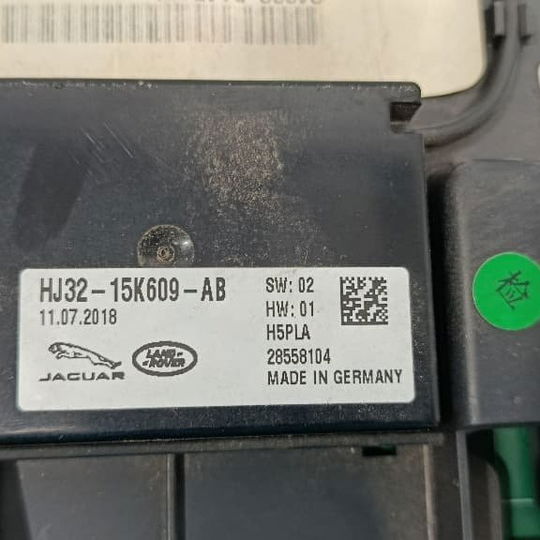 HJ32-15K609-AB
11.07.2018
SW: 02
HW: 01
H5PLA
28558104
MADE IN GERMANY
JAGUAR
LAND
ROVER
检